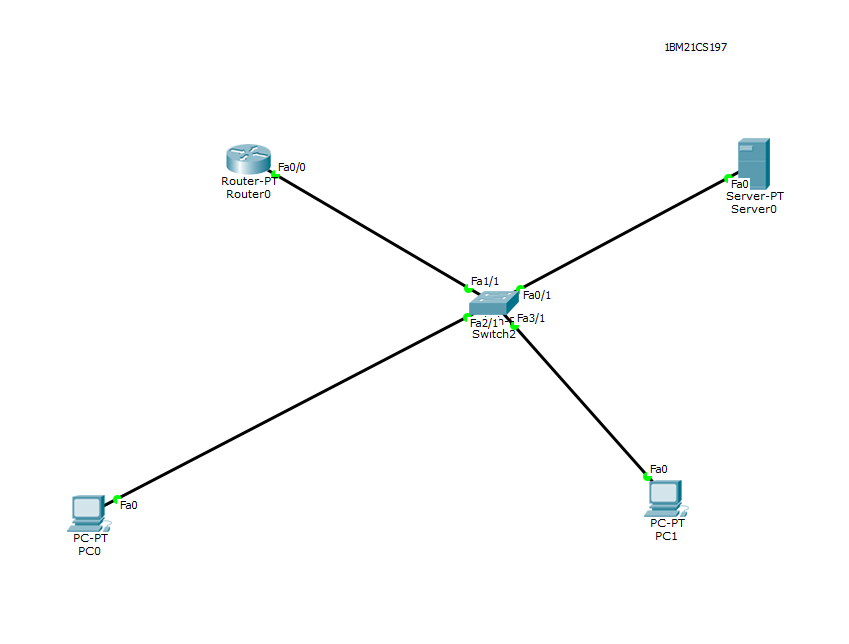 1BM21CS197
Fa0/0
Router-PT
Router0
Fa0
Server-PT
Server0
Fa1/1
Fa0/1
Fa2/1
Fa3/1
Switch2
Fa0
PC-PT
PC0
Fa0
PC-PT
PC1